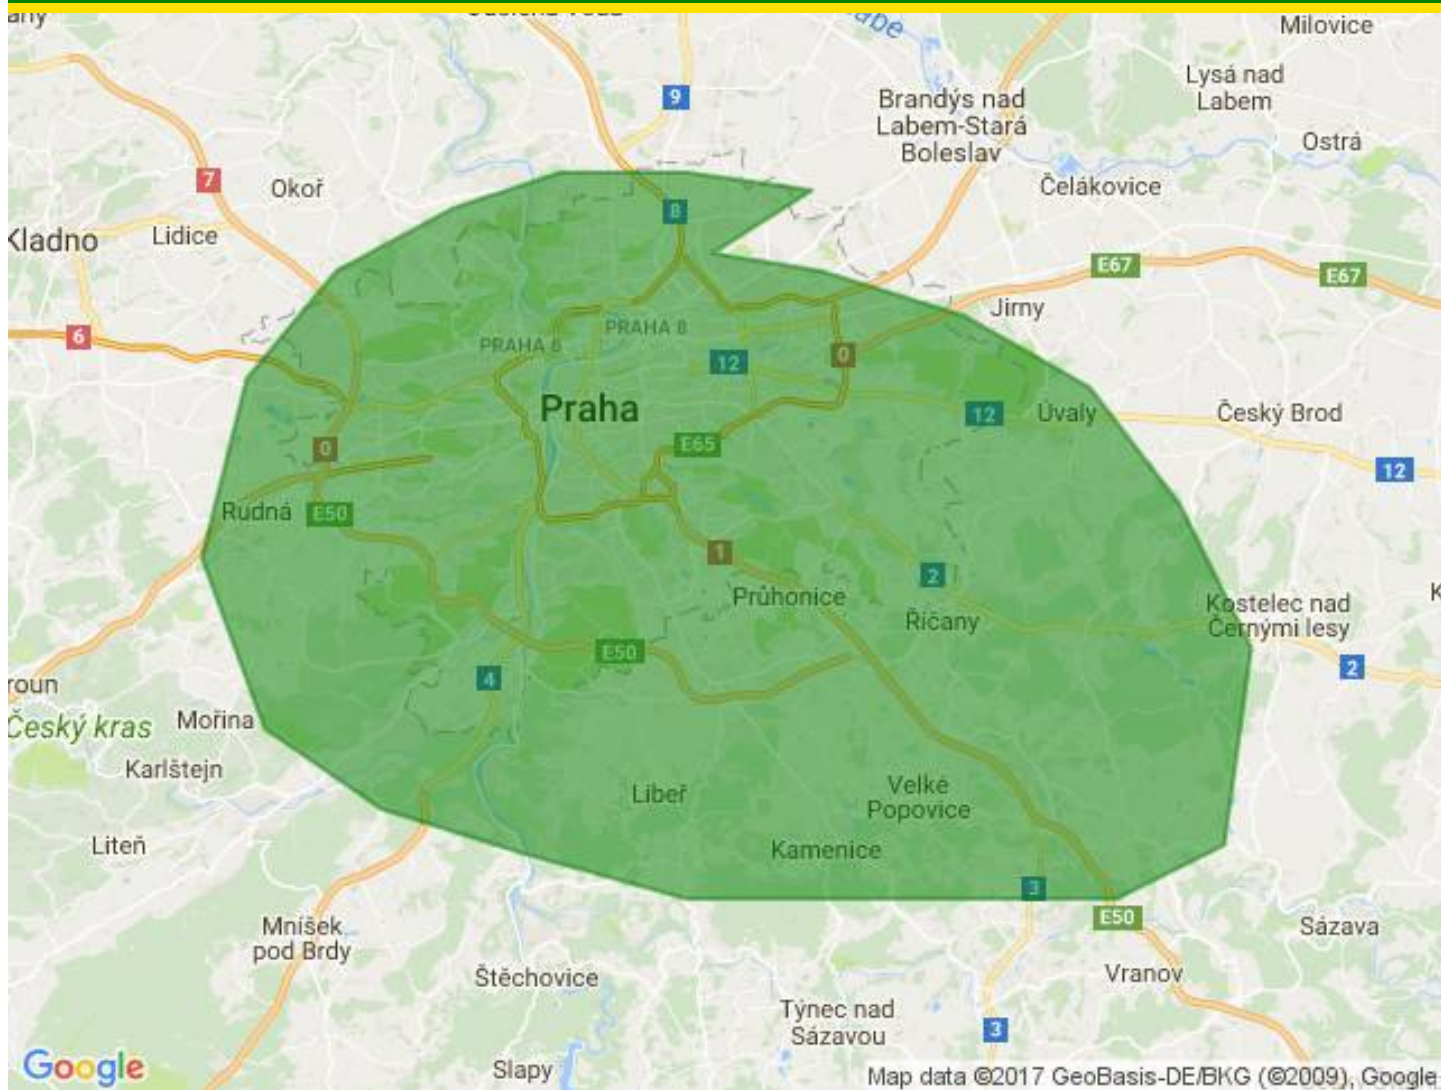 Milovice
Lysá nad
Labem
9
Brandýs nad
Labem-Stará
Boleslav
Ostrá
7
Okoř
Čelákovice
8
Kladno
Lidice
E67
E67
Jirny
6
PRAHA 8
PRAHA 6
0
12
Praha
12
Úvaly
Český Brod
0
E65
12
Rudná
E50
1
2
Průhonice
Kostelec nad
Černými lesy
Říčany
E50
2
4
roun
Český kras
Mořina
Karlštejn
Libeř
Velké
Popovice
Liteň
Kamenice
3
E50
Mníšek
pod Brdy
Sázava
Štěchovice
Vranov
Týnec nad
Sázavou
3
Google
Slapy
Map data ©2017 GeoBasis-DE/BKG (©2009), Google